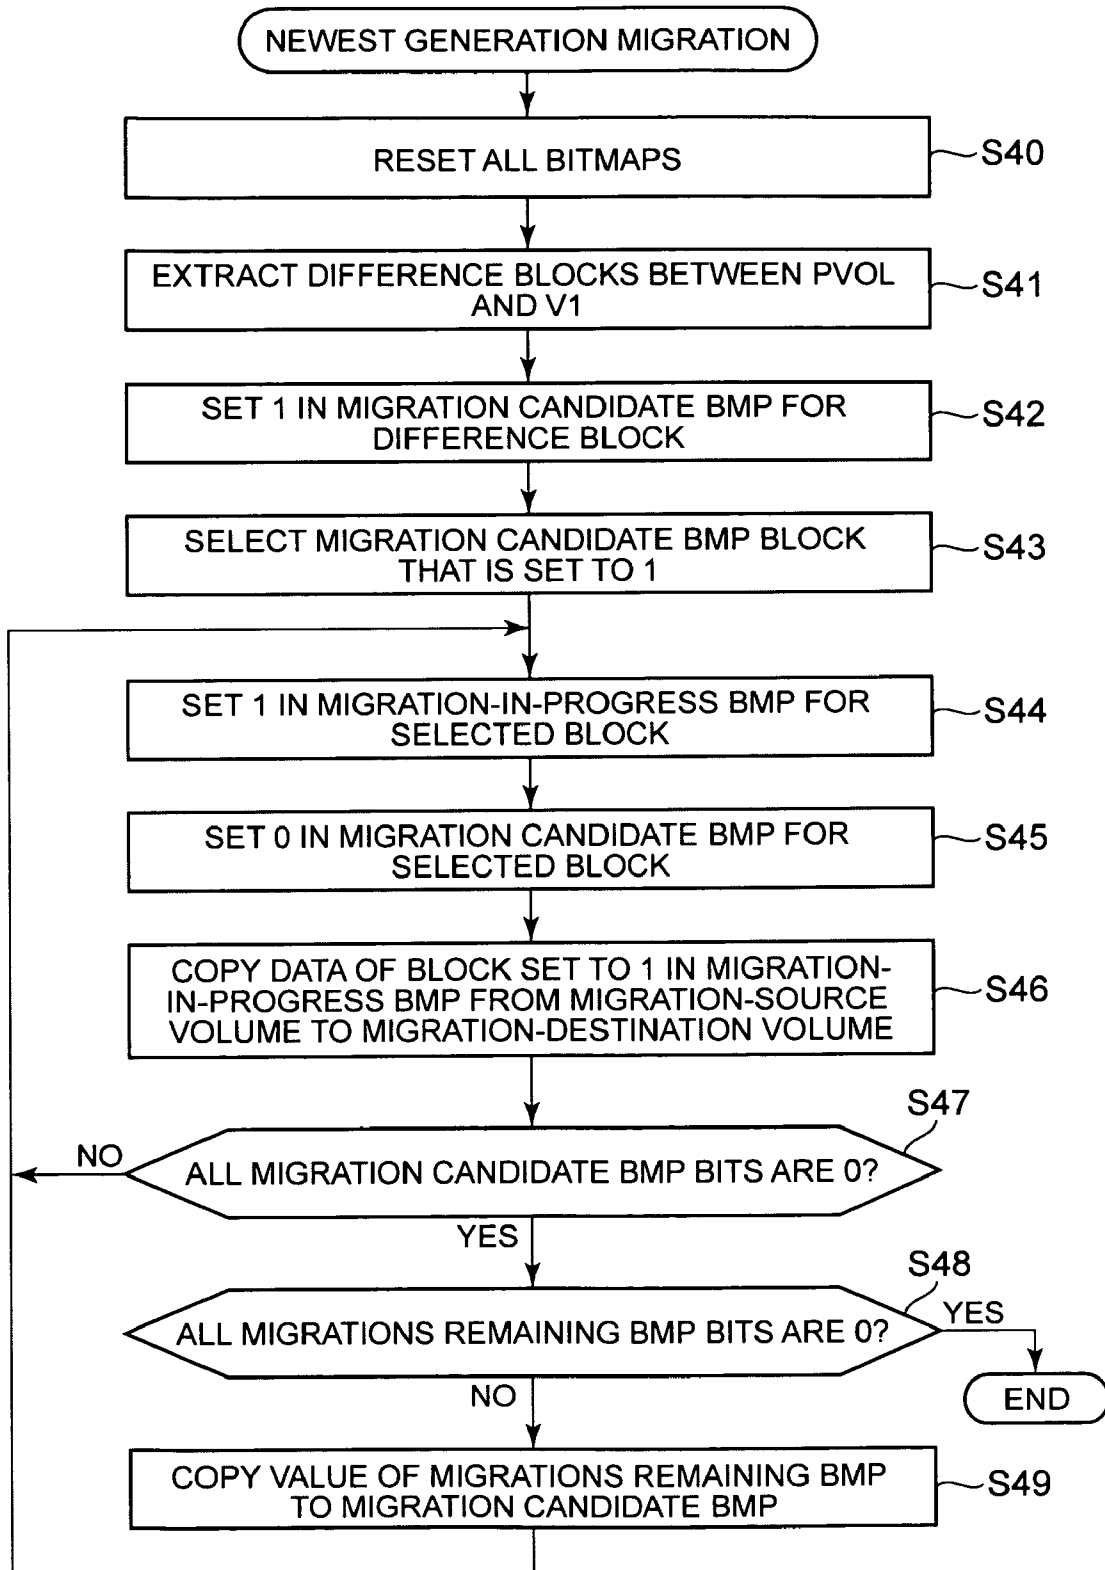 NEWEST GENERATION MIGRATION
RESET ALL BITMAPS
S40
EXTRACT DIFFERENCE BLOCKS BETWEEN PVOL
AND V1
S41
SET 1 IN MIGRATION CANDIDATE BMP FOR
DIFFERENCE BLOCK
S42
SELECT MIGRATION CANDIDATE BMP BLOCK
THAT IS SET TO 1
S43
SET 1 IN MIGRATION-IN-PROGRESS BMP FOR
SELECTED BLOCK
S44
SET 0 IN MIGRATION CANDIDATE BMP FOR
SELECTED BLOCK
S45
COPY DATA OF BLOCK SET TO 1 IN MIGRATION-
IN-PROGRESS BMP FROM MIGRATION-SOURCE
VOLUME TO MIGRATION-DESTINATION VOLUME
S46
S47
NO
ALL MIGRATION CANDIDATE BMP BITS ARE 0?
YES
S48
ALL MIGRATIONS REMAINING BMP BITS ARE 0?
YES
NO
END
COPY VALUE OF MIGRATIONS REMAINING BMP
TO MIGRATION CANDIDATE BMP
S49